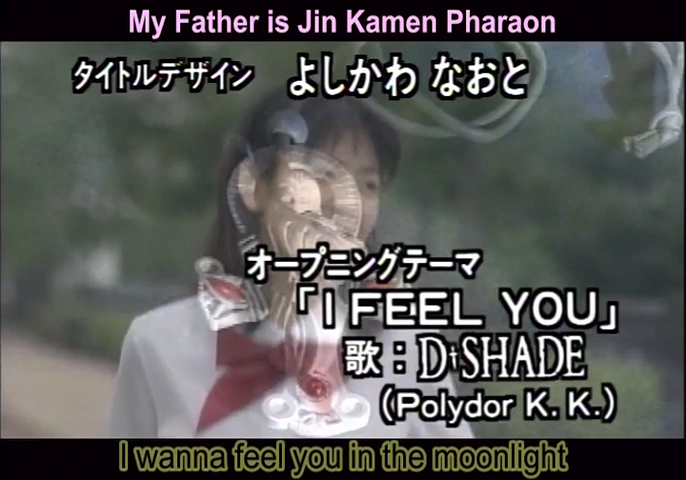 My Father is Jin Kamen Pharaon
タイトルデザイン よしかわ なおと
オープニングテーマ
「I FEEL YOU」
歌：D†SHADE
(Polydor K.K.)
I wanna feel you in the moonlight